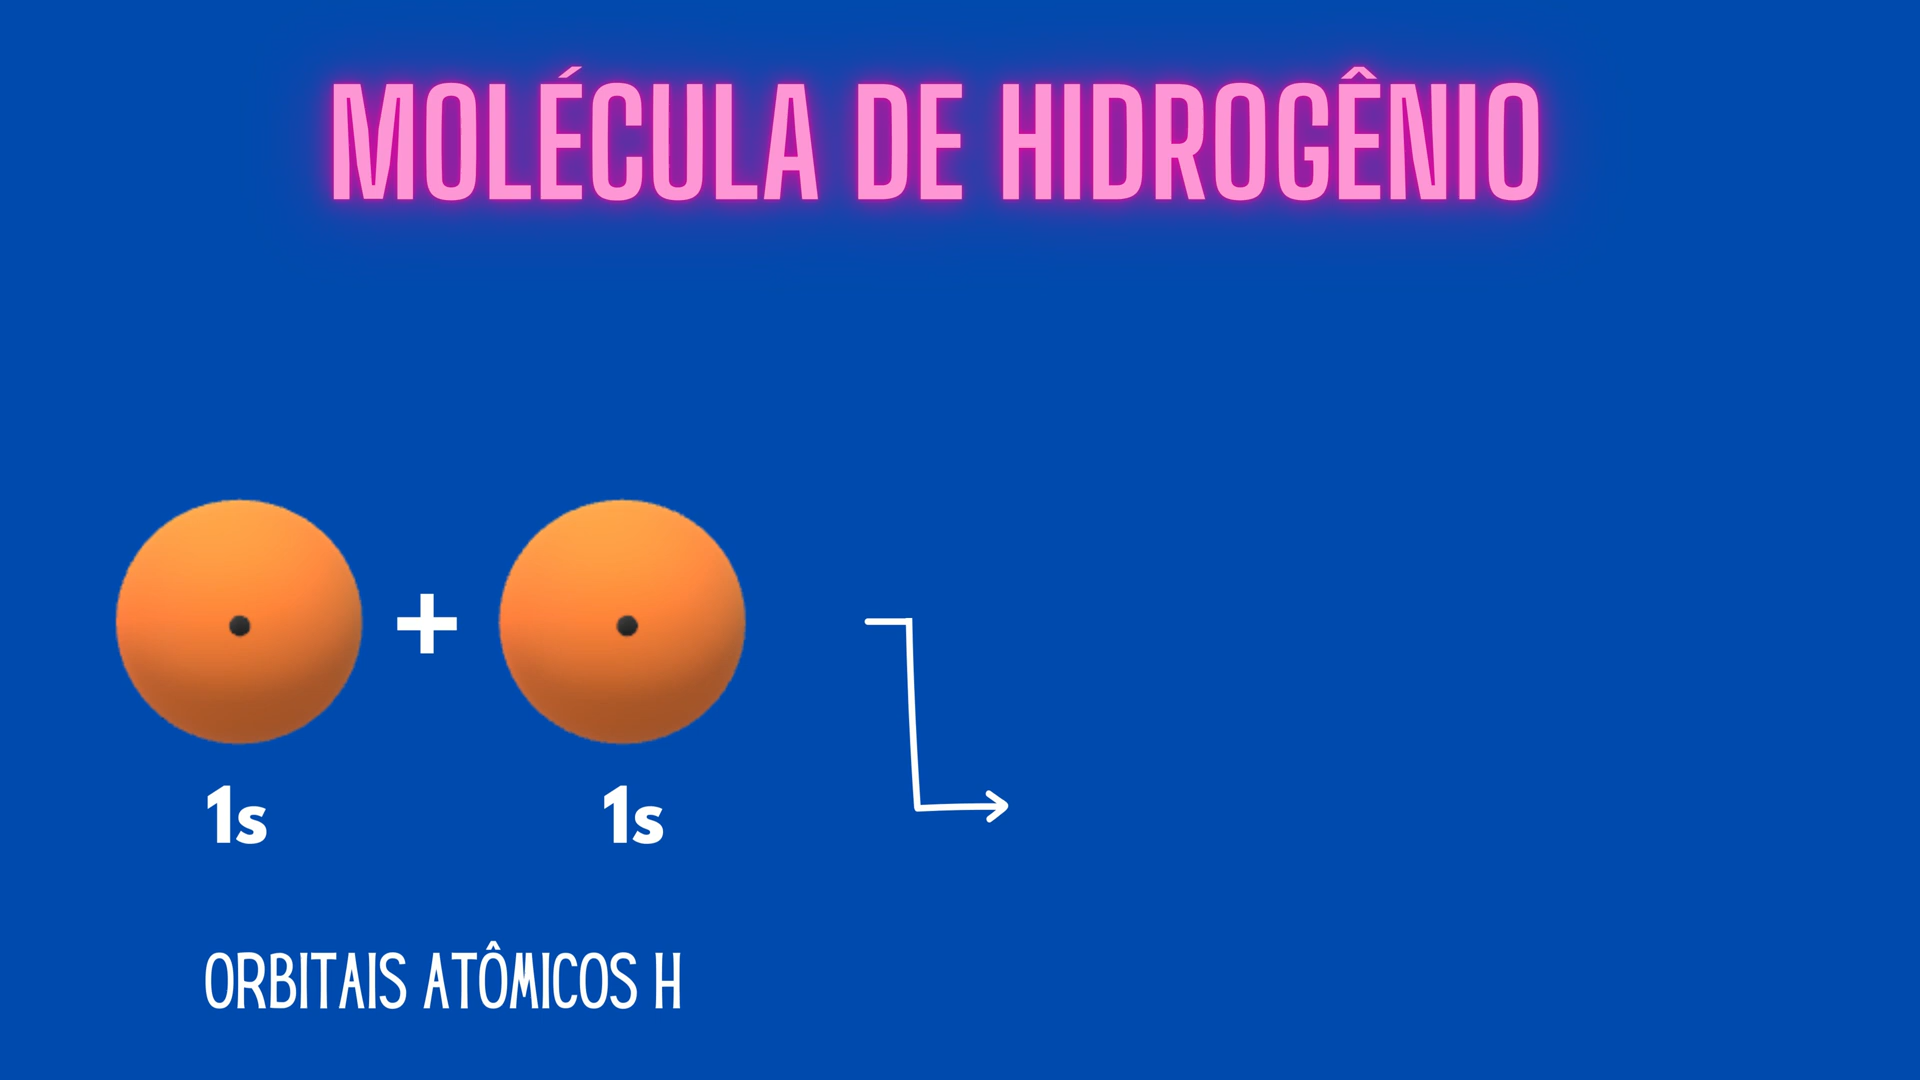 MOLÉCULA DE HIDROGÊNIO
+
1s 1s
ORBITAIS ATÔMICOS H